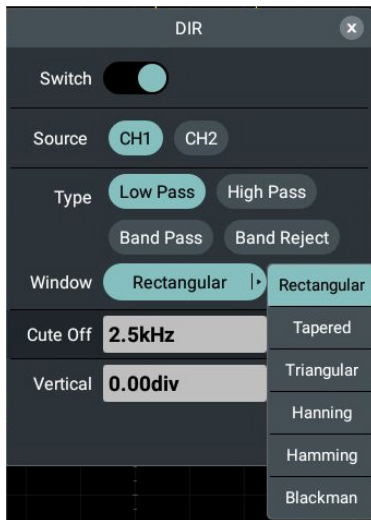 DIR x
Switch
Source CH1 CH2
Type Low Pass High Pass
Band Pass Band Reject
Window Rectangular Rectangular
Cute Off 2.5kHz Tapered
Triangular
Vertical 0.00div
Hanning
Hamming
Blackman